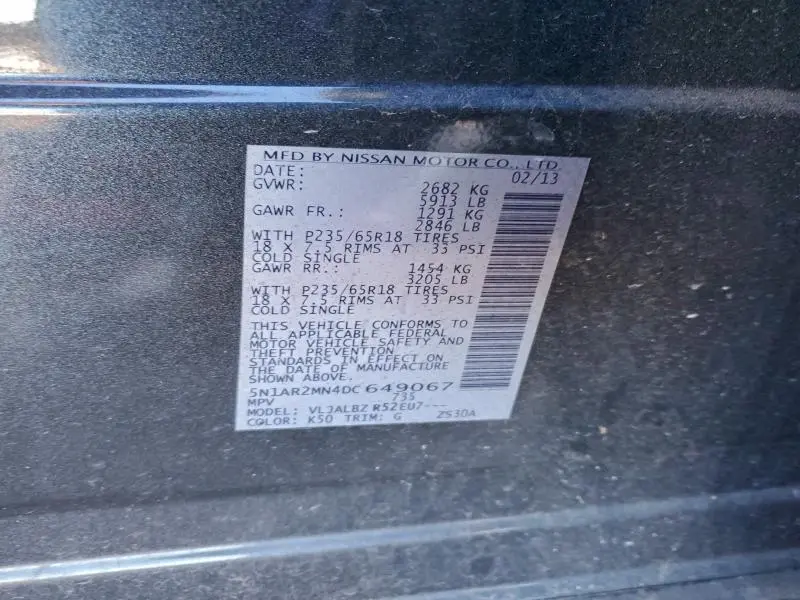 MFD BY NISSAN MOTOR CO., LTD.
DATE: 02/13
GVWR: 2682 KG
5913 LB
GAWR FR.: 1291 KG
2846 LB
WITH P235/65R18 TIRES
18 X 7.5 RIMS AT 33 PSI
COLD SINGLE
GAWR RR.: 1454 KG
3205 LB
WITH P235/65R18 TIRES
18 X 7.5 RIMS AT 33 PSI
COLD SINGLE
THIS VEHICLE CONFORMS TO
ALL APPLICABLE FEDERAL
MOTOR VEHICLE SAFETY AND
THEFT PREVENTION
STANDARDS IN EFFECT ON
THE DATE OF MANUFACTURE
SHOWN ABOVE.
5N1AR2MN4DC649067
MPV 735
MODEL: VLJALBZ R52EU7---
COLOR: K50 TRIM: G ZS30A